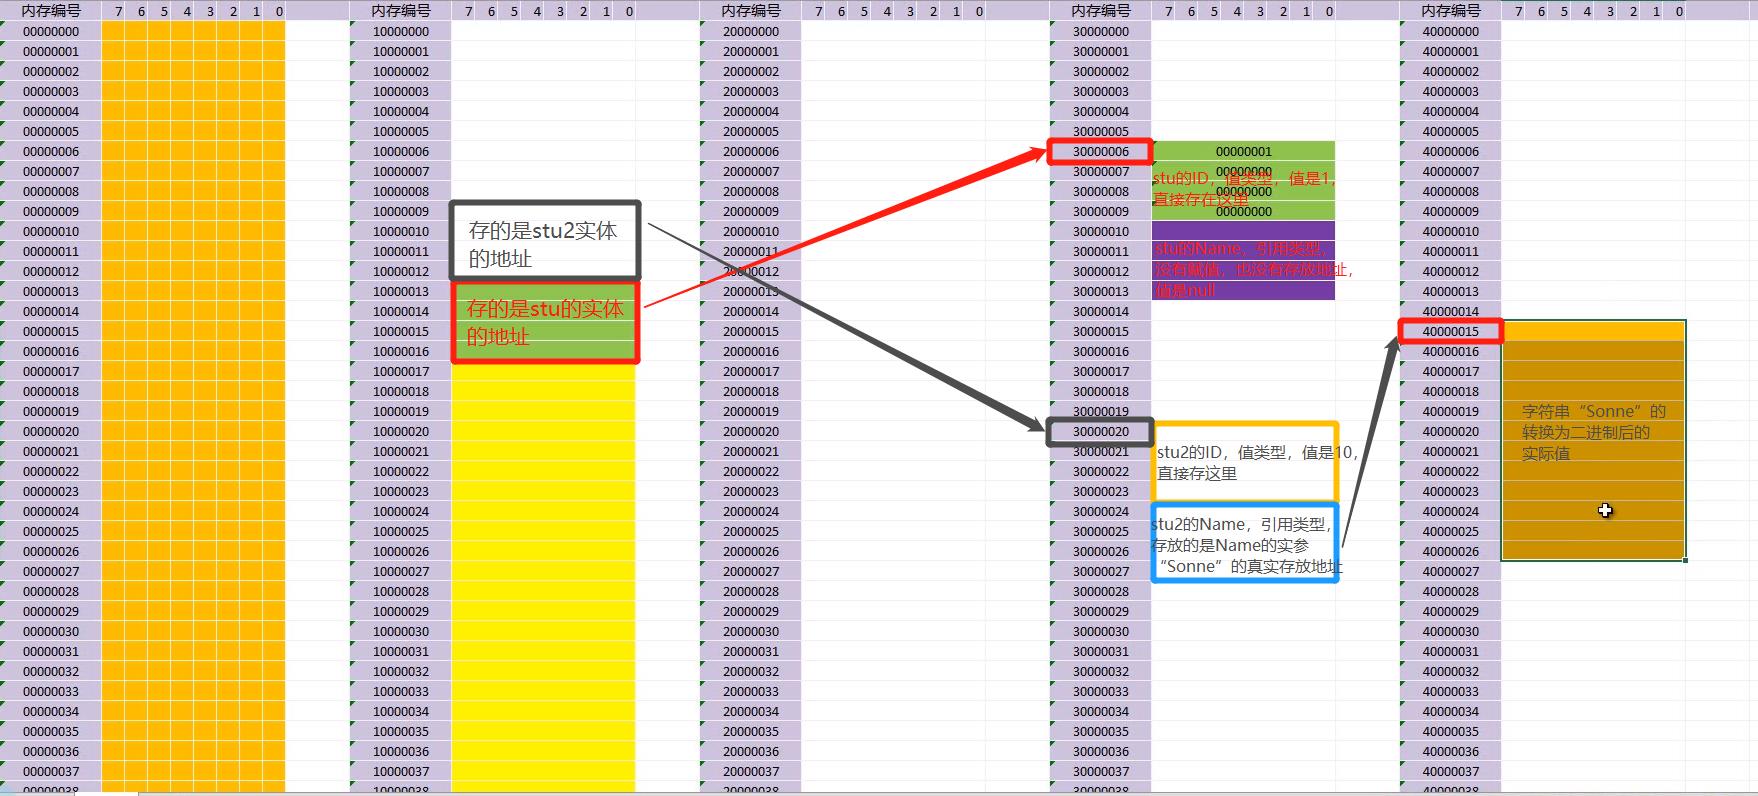 内存编号 7 6 5 4 3 2 1 0 内存编号 7 6 5 4 3 2 1 0 内存编号 7 6 5 4 3 2 1 0 内存编号 7 6 5 4 3 2 1 0 内存编号 7 6 5 4 3 2 1 0
00000000 10000000 20000000 30000000 40000000
00000001 10000001 20000001 30000001 40000001
00000002 10000002 20000002 30000002 40000002
00000003 10000003 20000003 30000003 40000003
00000004 10000004 20000004 30000004 40000004
00000005 10000005 20000005 30000005 40000005
00000006 10000006 20000006 30000006 00000001 40000006
00000007 10000007 20000007 30000007 00000000 40000007
stu的ID，值类型，值是1，
00000008 10000008 20000008 30000008 00000000 40000008
直接存在这里
00000009 10000009 20000009 30000009 00000000 40000009
00000010 10000010 20000010 30000010 40000010
存的是stu2实体
的地址
00000011 10000011 20000011 30000011 40000011
stu的Name，引用类型，
没有赋值，也没有存放地址，
值是null
00000012 10000012 20000012 30000012 40000012
00000013 10000013 20000013 30000013 40000013
存的是stu的实体
的地址
00000014 10000014 20000014 30000014 40000014
00000015 10000015 20000015 30000015 40000015
00000016 10000016 20000016 30000016 40000016
00000017 10000017 20000017 30000017 40000017
00000018 10000018 20000018 30000018 40000018
00000019 10000019 20000019 30000019 40000019
字符串“Sonne”的
转换为二进制后的
实际值
00000020 10000020 20000020 30000020 40000020
00000021 10000021 20000021 30000021 40000021
stu2的ID，值类型，值是10，
直接存这里
00000022 10000022 20000022 30000022 40000022
00000023 10000023 20000023 30000023 40000023
00000024 10000024 20000024 30000024 40000024
stu2的Name，引用类型，
存放的是Name的实参
“Sonne”的真实存放地址
00000025 10000025 20000025 30000025 40000025
00000026 10000026 20000026 30000026 40000026
00000027 10000027 20000027 30000027 40000027
00000028 10000028 20000028 30000028 40000028
00000029 10000029 20000029 30000029 40000029
00000030 10000030 20000030 30000030 40000030
00000031 10000031 20000031 30000031 40000031
00000032 10000032 20000032 30000032 40000032
00000033 10000033 20000033 30000033 40000033
00000034 10000034 20000034 30000034 40000034
00000035 10000035 20000035 30000035 40000035
00000036 10000036 20000036 30000036 40000036
00000037 10000037 20000037 30000037 40000037
00000038 10000038 20000038 30000038 40000038